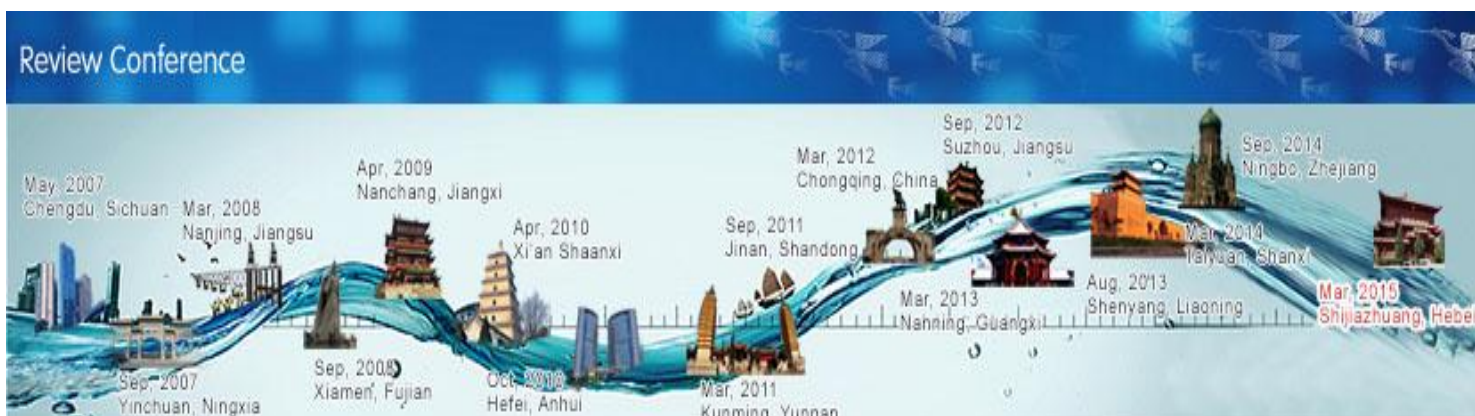 Review Conference
May, 2007
Chengdu, Sichuan
Sep, 2007
Yinchuan, Ningxia
Mar, 2008
Nanjing, Jiangsu
Sep, 2008
Xiamen, Fujian
Apr, 2009
Nanchang, Jiangxi
Apr, 2010
Xi'an Shaanxi
Oct, 2010
Hefei, Anhui
Mar, 2011
Kunming, Yunnan
Sep, 2011
Jinan, Shandong
Mar, 2012
Chongqing, China
Sep, 2012
Suzhou, Jiangsu
Mar, 2013
Nanning, Guangxi
Aug, 2013
Shenyang, Liaoning
Mar, 2014
Taiyuan, Shanxi
Sep, 2014
Ningbo, Zhejiang
Mar, 2015
Shijiazhuang, Hebei